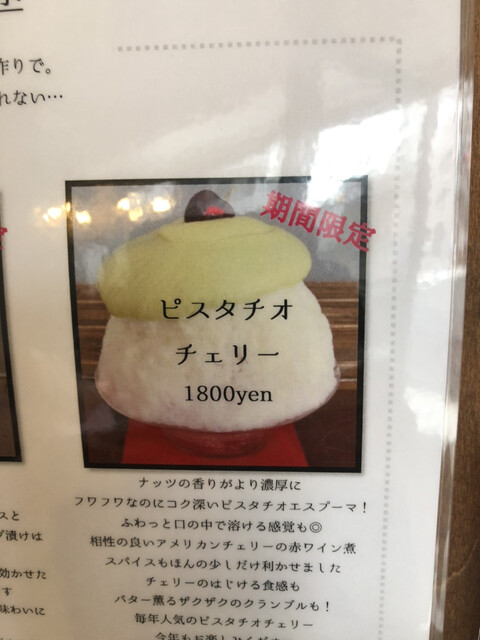 作りで。
れない…
期間限定
ピスタチオ
チェリー
1800yen
ナッツの香りがより濃厚に
フワフワなのにコク深いピスタチオエスプーマ！
ふわっと口の中で溶ける感覚も◎
相性の良いアメリカンチェリーの赤ワイン煮
スパイスもほんの少しだけ利かせました
チェリーのはじける食感も
バター薫るザクザクのクランブルも！
毎年人気のピスタチオチェリー
スと
グ漬けは
効かせた
す
味わいに